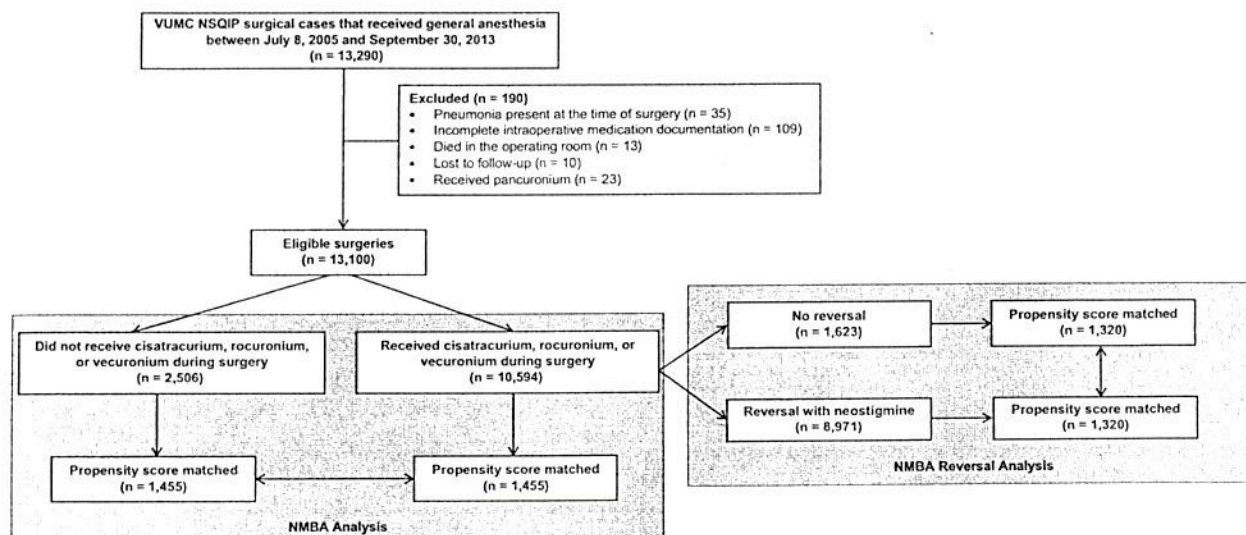 VUMC NSQIP surgical cases that received general anesthesia
between July 8, 2005 and September 30, 2013
(n = 13,290)
Excluded (n = 190)
• Pneumonia present at the time of surgery (n = 35)
• Incomplete intraoperative medication documentation (n = 109)
• Died in the operating room (n = 13)
• Lost to follow-up (n = 10)
• Received pancuronium (n = 23)
Eligible surgeries
(n = 13,100)
Did not receive cisatracurium, rocuronium,
or vecuronium during surgery
(n = 2,506)
Received cisatracurium, rocuronium, or
vecuronium during surgery
(n = 10,594)
Propensity score matched
(n = 1,455)
Propensity score matched
(n = 1,455)
NMBA Analysis
No reversal
(n = 1,623)
Propensity score matched
(n = 1,320)
Reversal with neostigmine
(n = 8,971)
Propensity score matched
(n = 1,320)
NMBA Reversal Analysis